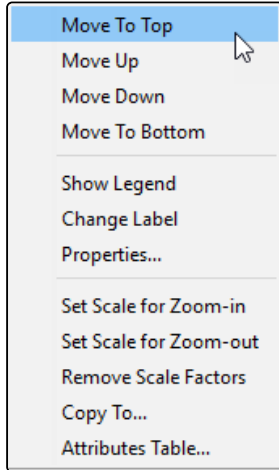 Move To Top
Move Up
Move Down
Move To Bottom
Show Legend
Change Label
Properties...
Set Scale for Zoom-in
Set Scale for Zoom-out
Remove Scale Factors
Copy To...
Attributes Table...